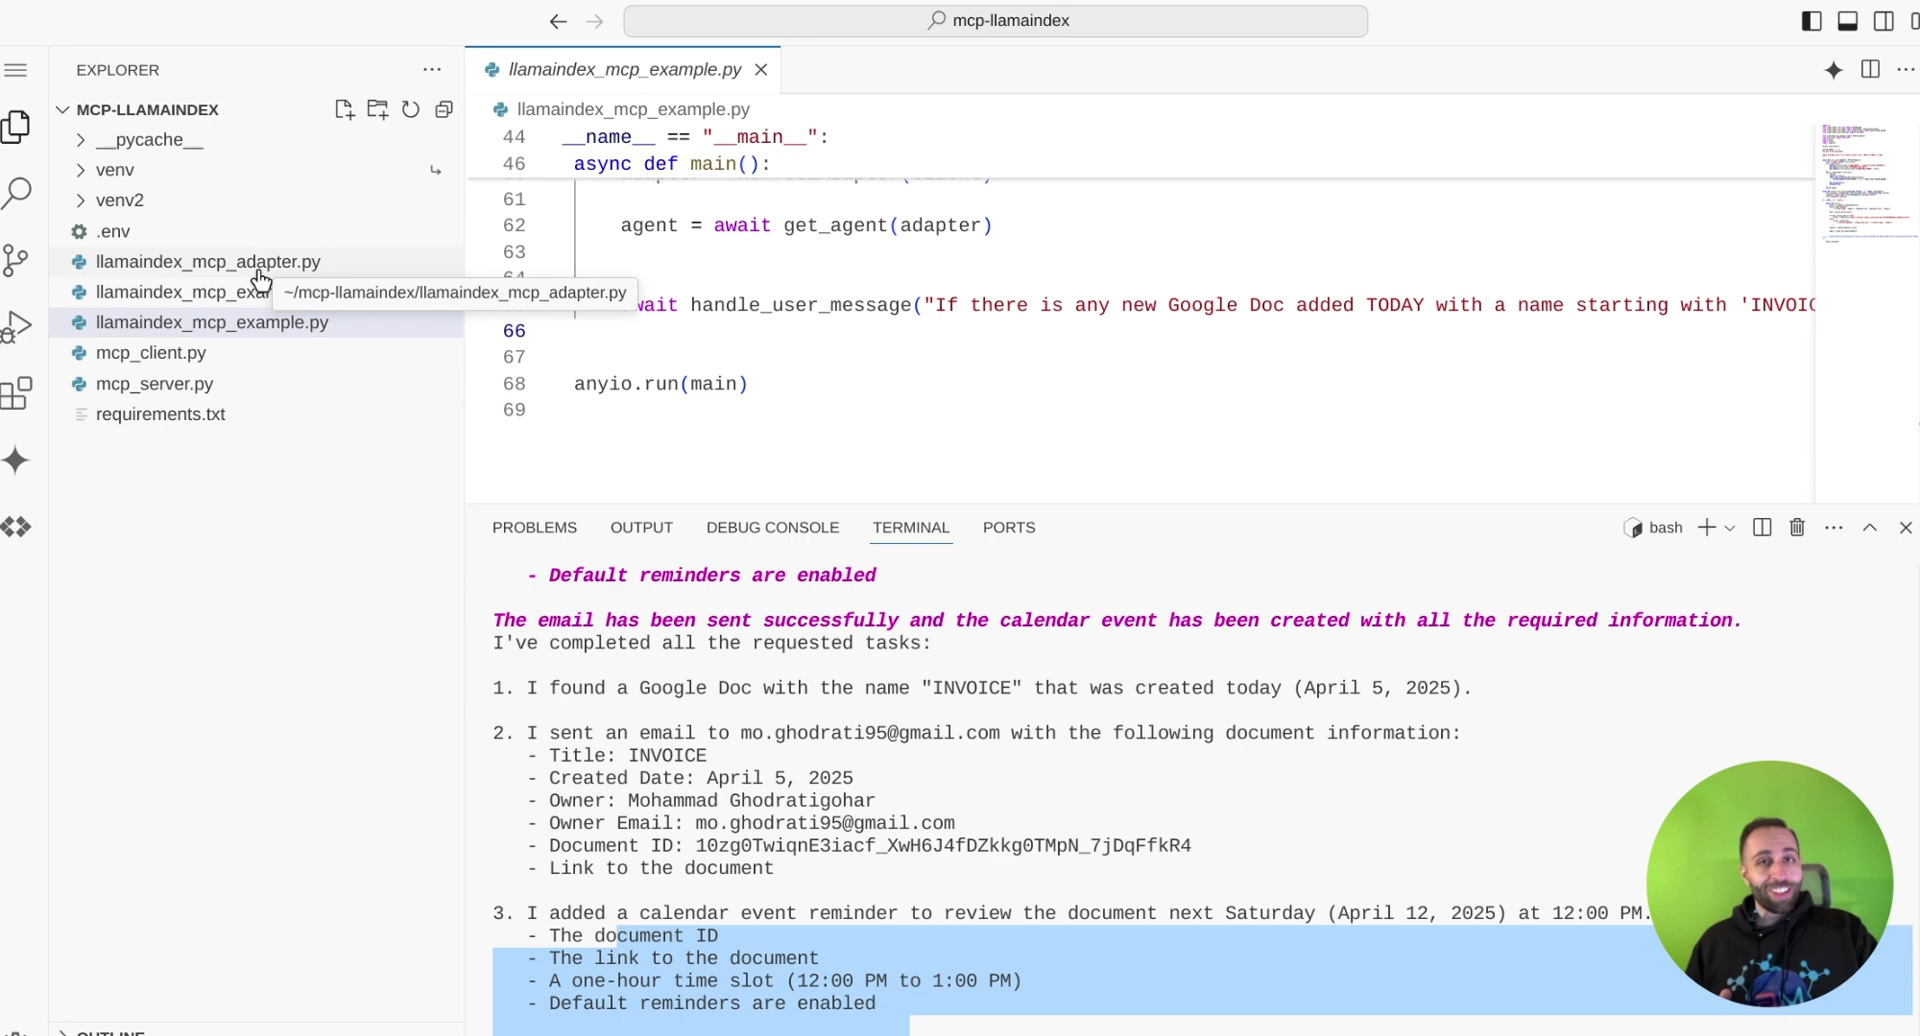 mcp-llamaindex
EXPLORER
MCP-LLAMAINDEX
__pycache__
venv
venv2
.env
llamaindex_mcp_adapter.py
llamaindex_mcp_exa
~/mcp-llamaindex/llamaindex_mcp_adapter.py
llamaindex_mcp_example.py
mcp_client.py
mcp_server.py
requirements.txt
OUTLINE
llamaindex_mcp_example.py
llamaindex_mcp_example.py
44 __name__ == "__main__":
46 async def main():
61
62 agent = await get_agent(adapter)
63
64
wait handle_user_message("If there is any new Google Doc added TODAY with a name starting with 'INVOIC
66
67
68 anyio.run(main)
69
PROBLEMS OUTPUT DEBUG CONSOLE TERMINAL PORTS
bash
- Default reminders are enabled
The email has been sent successfully and the calendar event has been created with all the required information.
I've completed all the requested tasks:
1. I found a Google Doc with the name "INVOICE" that was created today (April 5, 2025).
2. I sent an email to mo.ghodrati95@gmail.com with the following document information:
- Title: INVOICE
- Created Date: April 5, 2025
- Owner: Mohammad Ghodratigohar
- Owner Email: mo.ghodrati95@gmail.com
- Document ID: 10zg0TwiqnE3iacf_XwH6J4fDZkkg0TMpN_7jDqFfkR4
- Link to the document
3. I added a calendar event reminder to review the document next Saturday (April 12, 2025) at 12:00 PM.
- The document ID
- The link to the document
- A one-hour time slot (12:00 PM to 1:00 PM)
- Default reminders are enabled